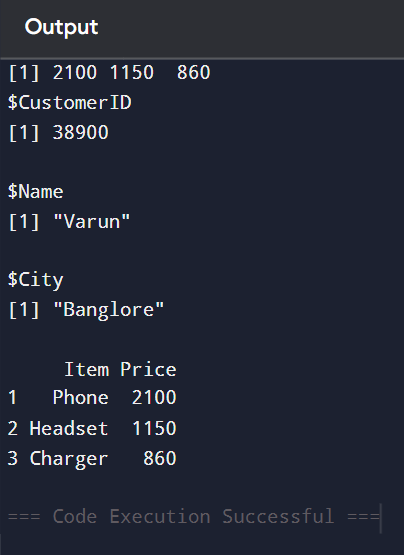 Output
[1] 2100 1150  860
$CustomerID
[1] 38900
$Name
[1] "Varun"
$City
[1] "Banglore"
     Item Price
1   Phone  2100
2 Headset  1150
3 Charger   860
=== Code Execution Successful ===